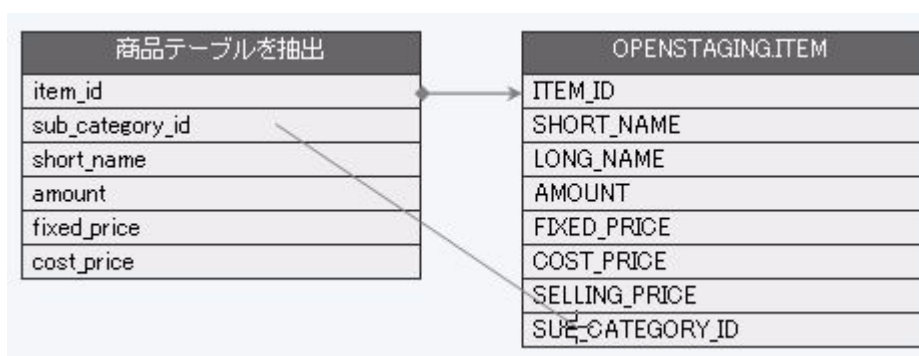 商品テーブルを抽出
item_id
sub_category_id
short_name
amount
fixed_price
cost_price
OPENSTAGING.ITEM
ITEM_ID
SHORT_NAME
LONG_NAME
AMOUNT
FIXED_PRICE
COST_PRICE
SELLING_PRICE
SUB_CATEGORY_ID